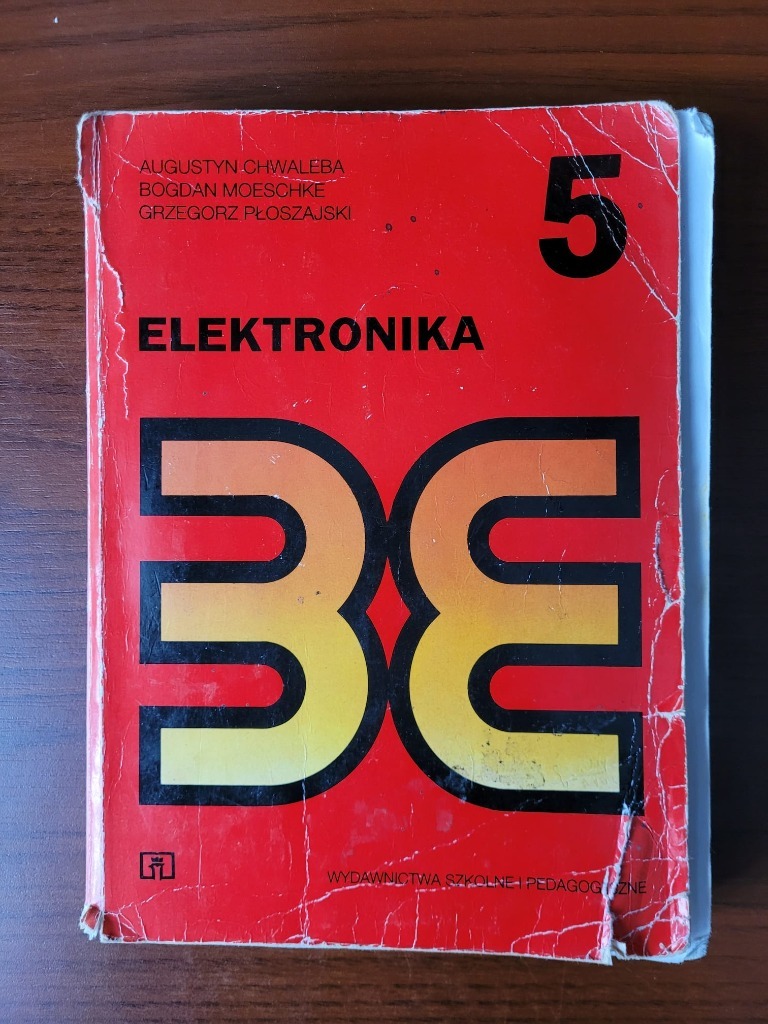 AUGUSTYN CHWALEBA
BOGDAN MOESCHKE
GRZEGORZ PŁOSZAJSKI
5
ELEKTRONIKA
WYDAWNICTWA SZKOLNE I PEDAGOGICZNE